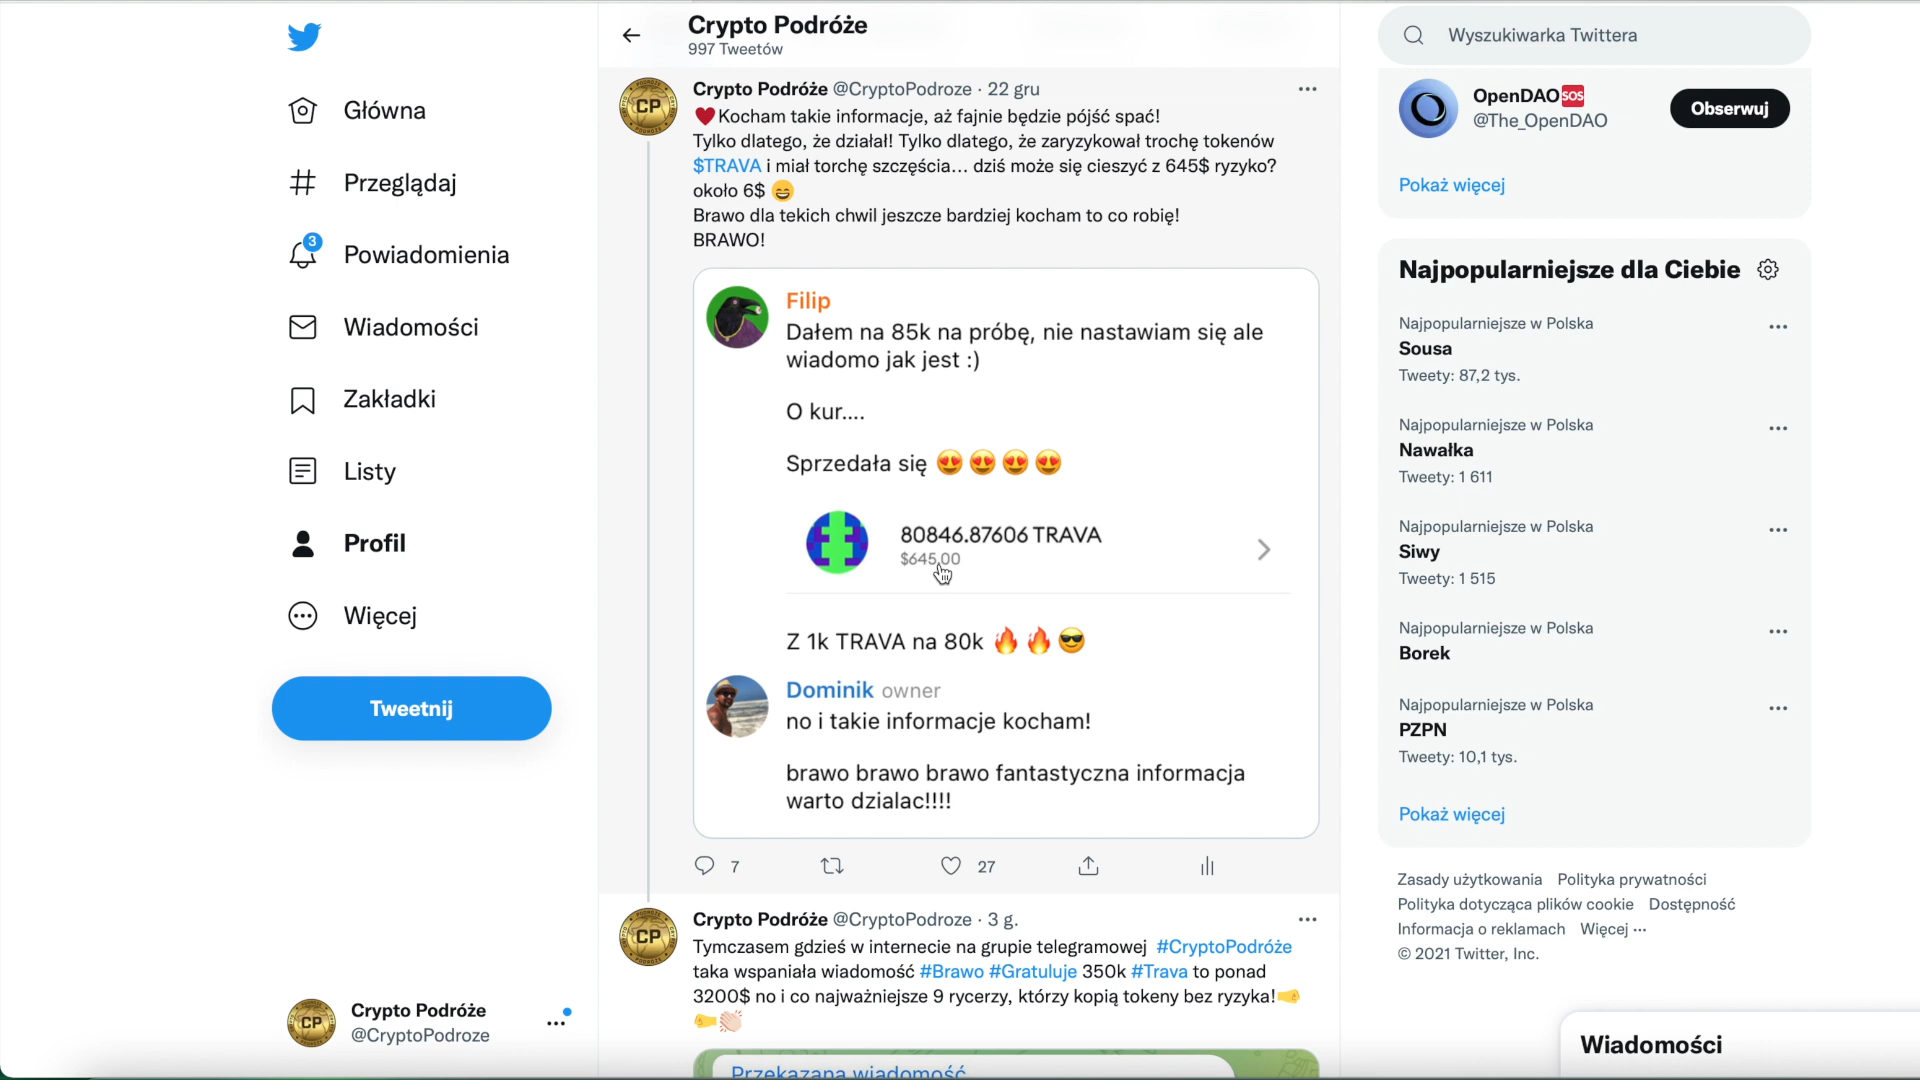 Główna
Przeglądaj
3
Powiadomienia
Wiadomości
Zakładki
Listy
Profil
Więcej
Tweetnij
Crypto Podróże
@CryptoPodroze
Crypto Podróże
997 Tweetów
Crypto Podróże @CryptoPodroze · 22 gru
Kocham takie informacje, aż fajnie będzie pójść spać!
Tylko dlatego, że działał! Tylko dlatego, że zaryzykował trochę tokenów
$TRAVA i miał torchę szczęścia... dziś może się cieszyć z 645$ ryzyko?
około 6$ 😄
Brawo dla tekich chwil jeszcze bardziej kocham to co robię!
BRAWO!
Filip
Dałem na 85k na próbę, nie nastawiam się ale
wiadomo jak jest :)
O kur....
Sprzedała się 😍 😍 😍 😍
80846.87606 TRAVA
$645.00
Z 1k TRAVA na 80k 🔥 🔥 😎
Dominik owner
no i takie informacje kocham!
brawo brawo brawo fantastyczna informacja
warto dzialac!!!!
7
27
Crypto Podróże @CryptoPodroze · 3 g.
Tymczasem gdzieś w internecie na grupie telegramowej #CryptoPodróże
taka wspaniała wiadomość #Brawo #Gratuluje 350k #Trava to ponad
3200$ no i co najważniejsze 9 rycerzy, którzy kopią tokeny bez ryzyka!🤜
🤛👏🏻
Przekazana wiadomość
Wyszukiwarka Twittera
OpenDAO🆘
@The_OpenDAO
Obserwuj
Pokaż więcej
Najpopularniejsze dla Ciebie
Najpopularniejsze w Polska
Sousa
Tweety: 87,2 tys.
Najpopularniejsze w Polska
Nawałka
Tweety: 1 611
Najpopularniejsze w Polska
Siwy
Tweety: 1 515
Najpopularniejsze w Polska
Borek
Najpopularniejsze w Polska
PZPN
Tweety: 10,1 tys.
Pokaż więcej
Zasady użytkowania Polityka prywatności
Polityka dotycząca plików cookie Dostępność
Informacja o reklamach Więcej ···
© 2021 Twitter, Inc.
Wiadomości